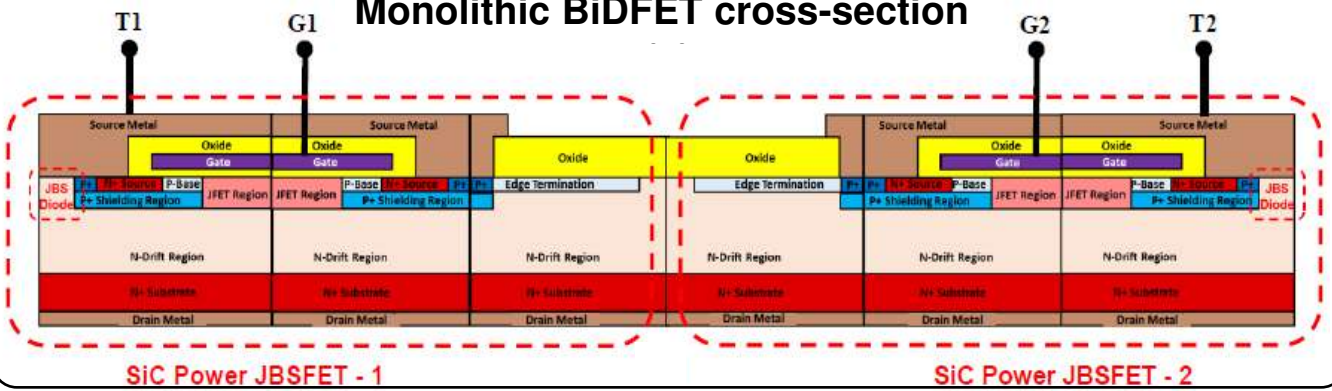 Monolithic BiDFET cross-section
T1 G1 G2 T2
Source Metal Source Metal Source Metal Source Metal
Oxide Oxide Oxide Oxide
Gate Gate Oxide Oxide Gate Gate
JBS Diode P+ N+ Source P-Base JFET Region JFET Region P-Base N+ Source P+ P+ Edge Termination Edge Termination P+ P+ N+ Source P-Base JFET Region JFET Region P-Base N+ Source P+ JBS Diode
P+ Shielding Region P+ Shielding Region P+ Shielding Region P+ Shielding Region
N-Drift Region N-Drift Region N-Drift Region N-Drift Region N-Drift Region N-Drift Region
N+ Substrate N+ Substrate N+ Substrate N+ Substrate N+ Substrate N+ Substrate
Drain Metal Drain Metal Drain Metal Drain Metal Drain Metal Drain Metal
SiC Power JBSFET - 1 SiC Power JBSFET - 2